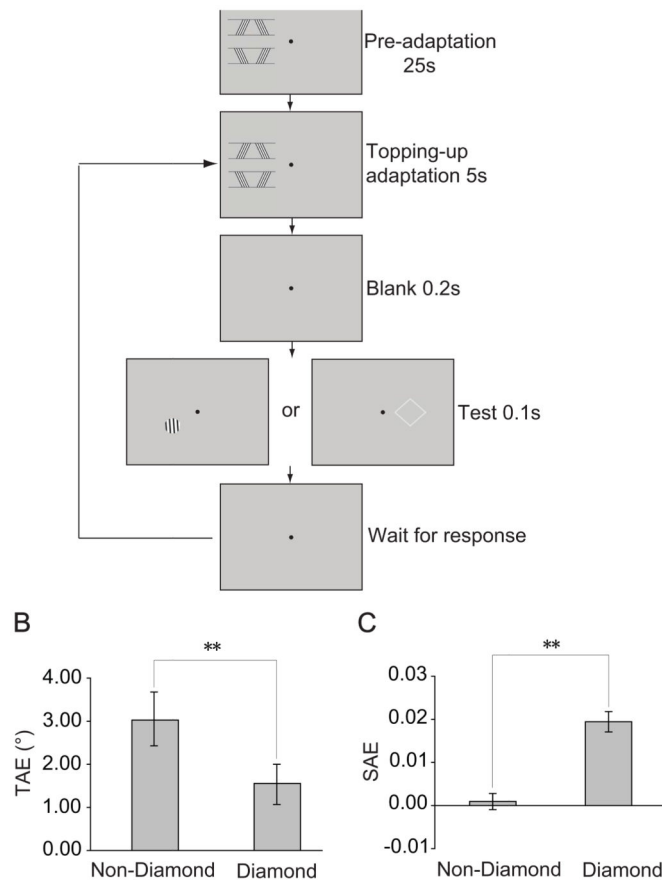 Pre-adaptation
25s
Topping-up
adaptation 5s
Blank 0.2s
or
Test 0.1s
Wait for response
B
**
4.00
3.00
2.00
1.00
0.00
TAE (°)
Non-Diamond
Diamond
C
**
0.03
0.02
0.01
0.00
-0.01
SAE
Non-Diamond
Diamond